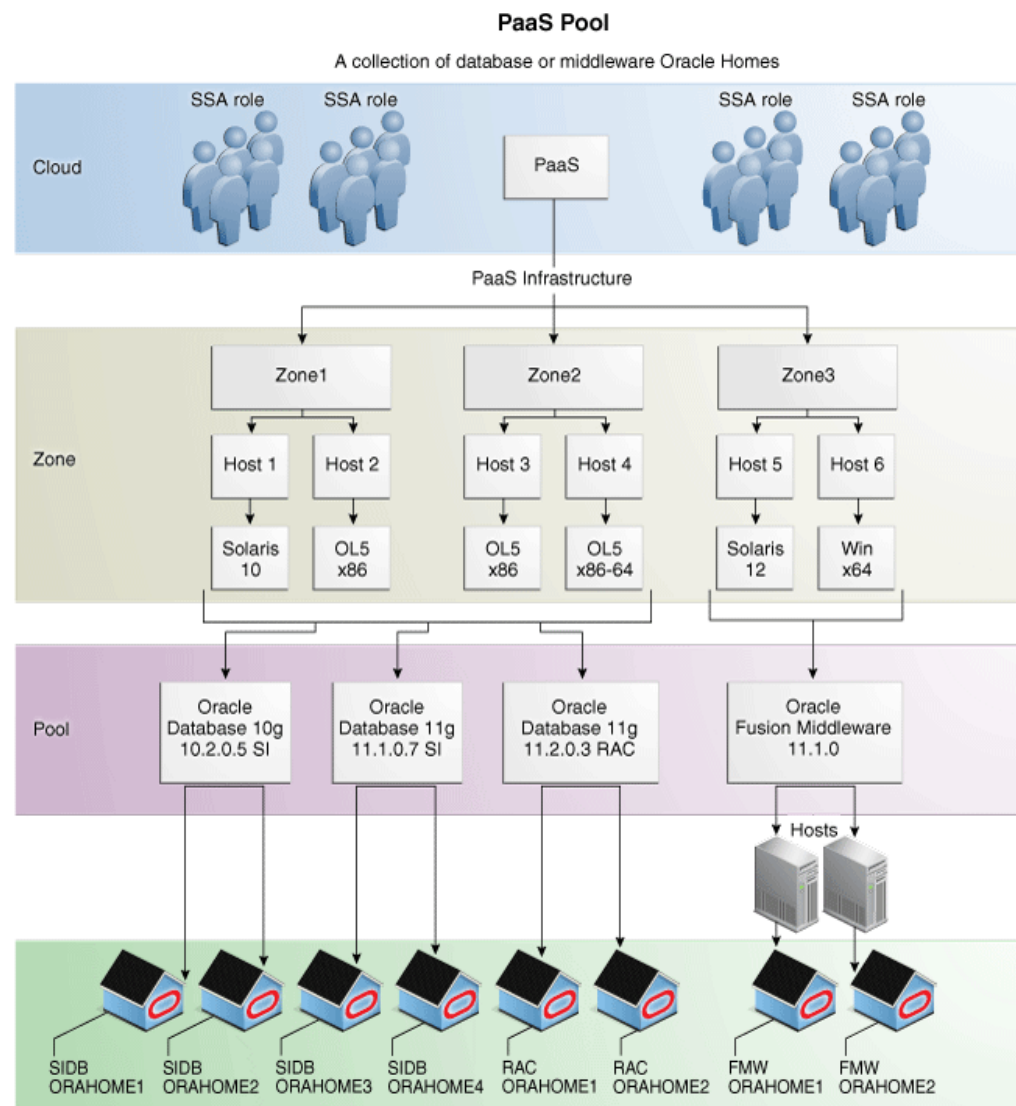 PaaS Pool
A collection of database or middleware Oracle Homes
SSA role
SSA role
SSA role
SSA role
Cloud
PaaS
PaaS Infrastructure
Zone1
Zone2
Zone3
Zone
Host 1
Host 2
Host 3
Host 4
Host 5
Host 6
Solaris
10
OL5
x86
OL5
x86
OL5
x86-64
Solaris
12
Win
x64
Pool
Oracle
Database 10g
10.2.0.5 SI
Oracle
Database 11g
11.1.0.7 SI
Oracle
Database 11g
11.2.0.3 RAC
Oracle
Fusion Middleware
11.1.0
Hosts
SIDB
ORAHOME1
SIDB
ORAHOME2
SIDB
ORAHOME3
SIDB
ORAHOME4
RAC
ORAHOME1
RAC
ORAHOME2
FMW
ORAHOME1
FMW
ORAHOME2